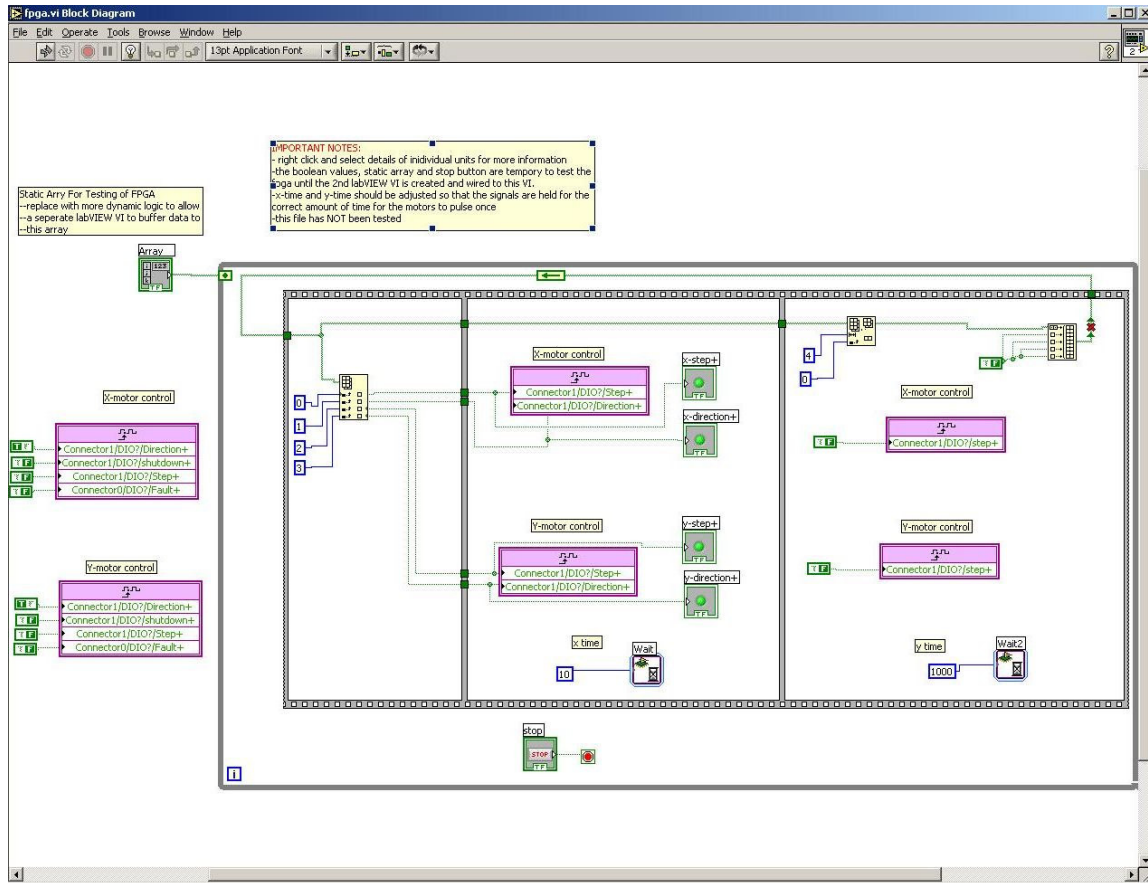 fpga.vi Block Diagram
File Edit Operate Tools Browse Window Help
13pt Application Font
?
2
IMPORTANT NOTES:
- right click and select details of inidividual units for more information
-the boolean values, static array and stop button are tempory to test the
fpga until the 2nd labVIEW VI is created and wired to this VI.
-x-time and y-time should be adjusted so that the signals are held for the
correct amount of time for the motors to pulse once
-this file has NOT been tested
Static Arry For Testing of FPGA
--replace with more dynamic logic to allow
--a seperate labVIEW VI to buffer data to
--this array
Array
123
TF
X-motor control
T F
Connector1/DIO?/Direction+
Connector1/DIO?/shutdown+
Connector1/DIO?/Step+
Connector0/DIO?/Fault+
Y-motor control
Connector1/DIO?/Direction+
Connector1/DIO?/shutdown+
Connector1/DIO?/Step+
Connector0/DIO?/Fault+
0
1
2
3
X-motor control
Connector1/DIO?/Step+
Connector1/DIO?/Direction+
x-step+
TF
x-direction+
TF
Y-motor control
Connector1/DIO?/Step+
Connector1/DIO?/Direction+
y-step+
TF
y-direction+
TF
x time
10
Wait
4
0
F
X-motor control
F
Connector1/DIO?/step+
Y-motor control
F
Connector1/DIO?/step+
y time
1000
Wait2
stop
STOP
TF
i